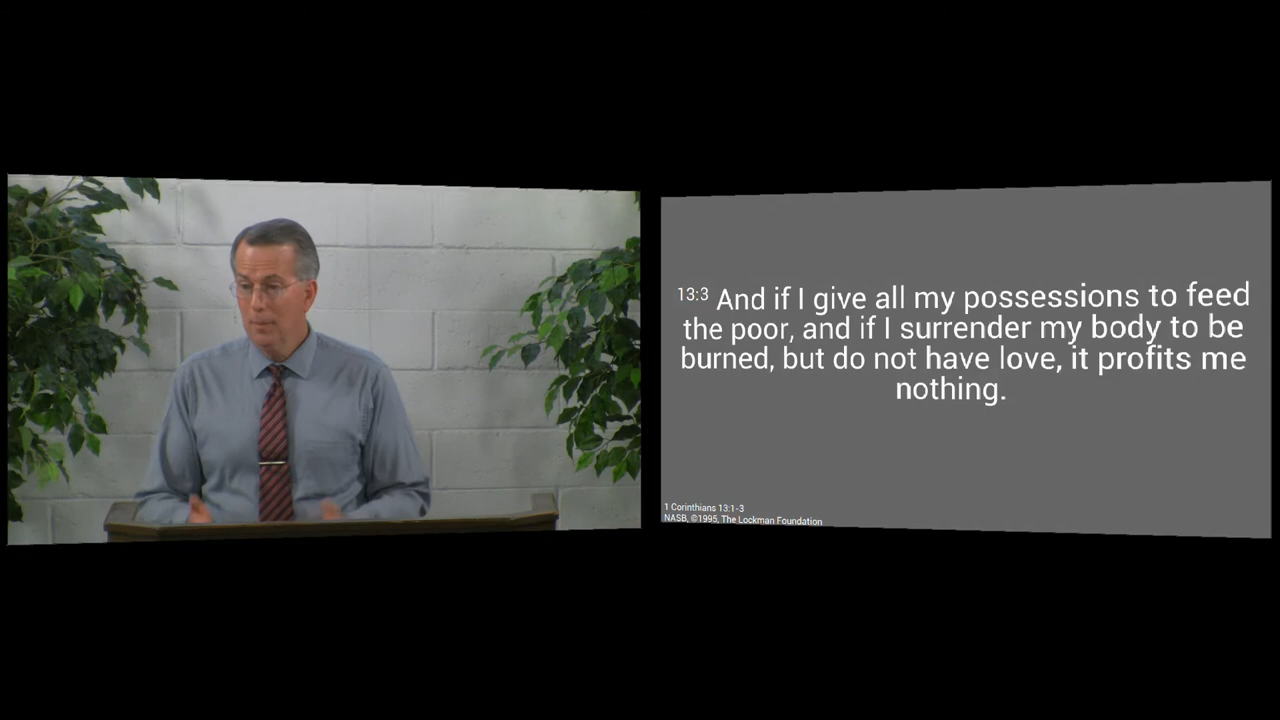 13:3 And if I give all my possessions to feed
the poor, and if I surrender my body to be
burned, but do not have love, it profits me
nothing.
1 Corinthians 13:1-3
NASB, ©1995, The Lockman Foundation